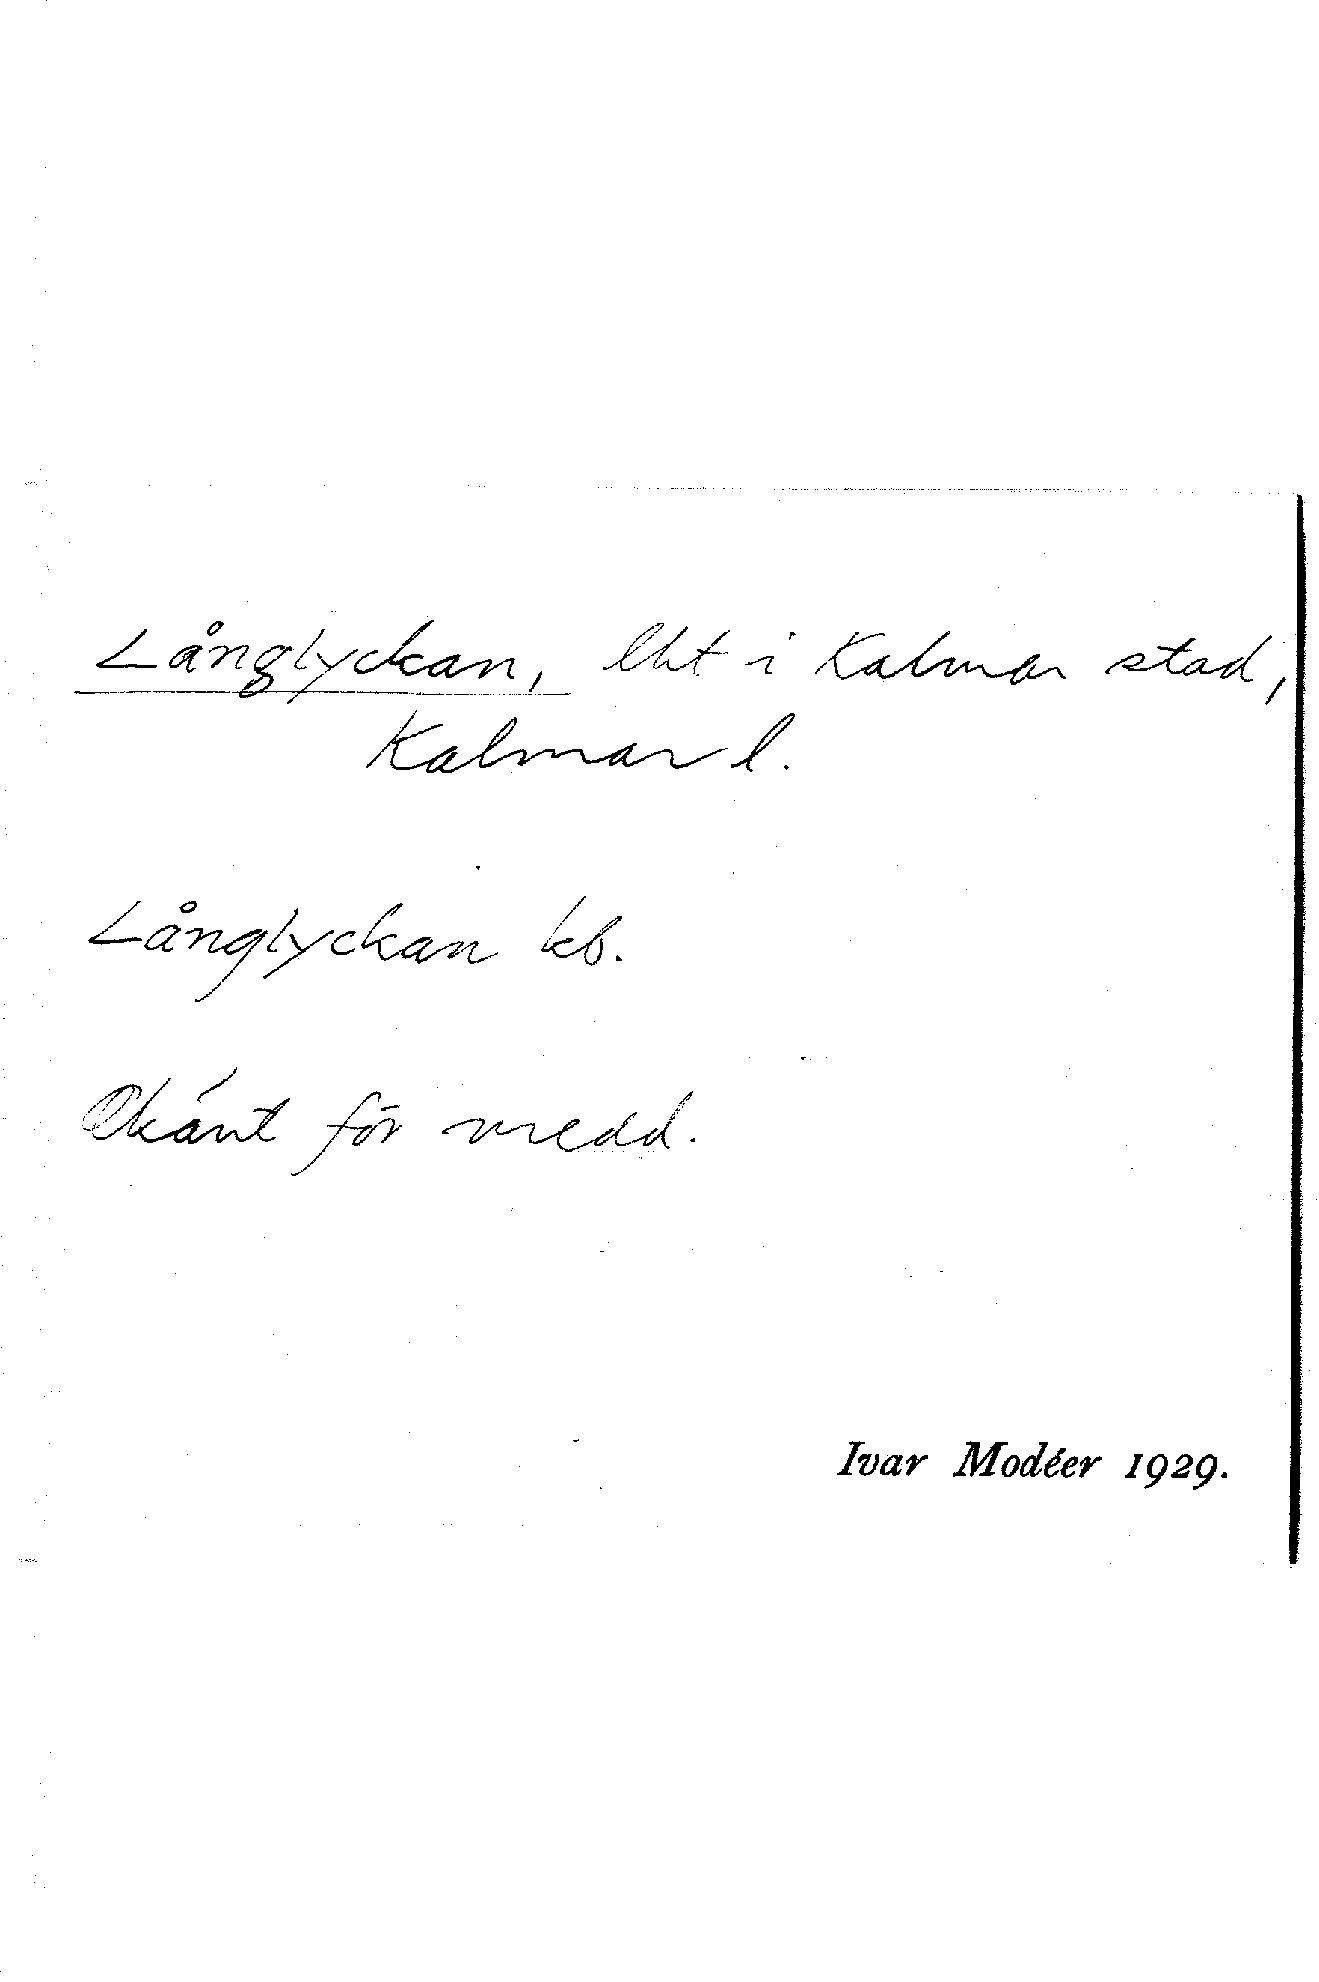 Långlyckan, lht i Kalmar stad,
Kalmar l.
Långlyckan kb.
Okänt för medd.
Ivar Modéer 1929.